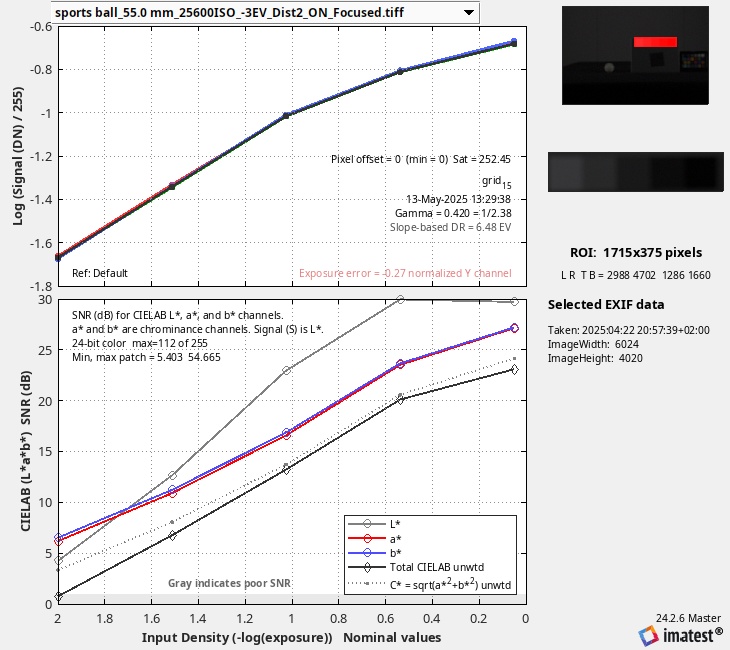 sports ball_55.0 mm_25600ISO_-3EV_Dist2_ON_Focused.tiff
-0.6
-0.8
-1
-1.2
-1.4
-1.6
-1.8
Log (Signal (DN) / 255)
Pixel offset = 0 (min = 0) Sat = 252.45
grid15
13-May-2025 13:29:38
Gamma = 0.420 = 1/2.38
Slope-based DR = 6.48 EV
Ref: Default
Exposure error = -0.27 normalized Y channel
30
25
20
15
10
5
0
CIELAB (L*a*b*) SNR (dB)
SNR (dB) for CIELAB L*, a*, and b* channels.
a* and b* are chrominance channels. Signal (S) is L*.
24-bit color max=112 of 255
Min, max patch = 5.403 54.665
L*
a*
b*
Total CIELAB unwtd
C* = sqrt(a*2+b*2) unwtd
Gray indicates poor SNR
2 1.8 1.6 1.4 1.2 1 0.8 0.6 0.4 0.2 0
Input Density (-log(exposure)) Nominal values
ROI: 1715x375 pixels
L R T B = 2988 4702 1286 1660
Selected EXIF data
Taken: 2025:04:22 20:57:39+02:00
ImageWidth: 6024
ImageHeight: 4020
24.2.6 Master
imatest®